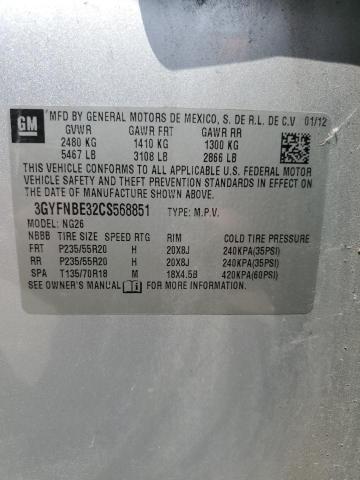 GM
MFD BY GENERAL MOTORS DE MEXICO, S. DE R.L. DE C.V 01/12
GVWR GAWR FRT GAWR RR
2480 KG 1410 KG 1300 KG
5467 LB 3108 LB 2866 LB
THIS VEHICLE CONFORMS TO ALL APPLICABLE U.S. FEDERAL MOTOR
VEHICLE SAFETY AND THEFT PREVENTION STANDARDS IN EFFECT ON THE
DATE OF MANUFACTURE SHOWN ABOVE.
3GYFNBE32CS568851 TYPE: M.P.V.
MODEL: NG26
NBBB TIRE SIZE SPEED RTG RIM COLD TIRE PRESSURE
FRT P235/55R20 H 20X8J 240KPA(35PSI)
RR P235/55R20 H 20X8J 240KPA(35PSI)
SPA T135/70R18 M 18X4.5B 420KPA(60PSI)
SEE OWNER'S MANUAL FOR MORE INFORMATION.